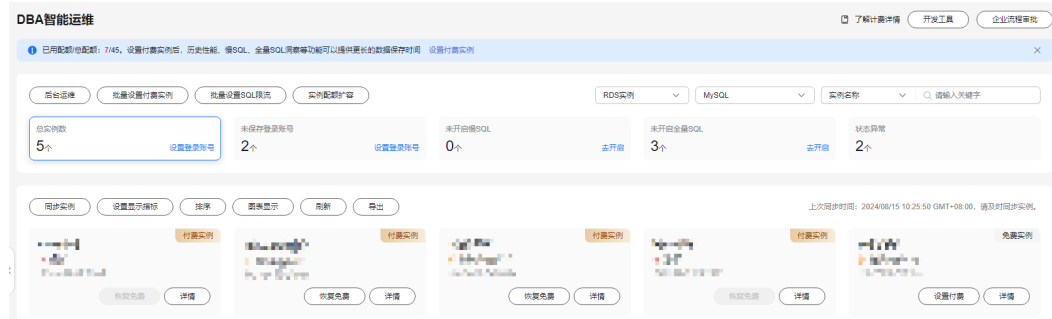 DBA智能运维
了解计费详情 开发工具 企业流程审批
已用配额/总配额：7/45。设置付费实例后，历史性能、慢SQL、全量SQL洞察等功能可以提供更长的数据保存时间 设置付费实例
后台运维 批量设置付费实例 批量设置SQL限流 实例配额扩容 RDS实例 MySQL 实例名称 请输入关键字
总实例数 未保存登录账号 未开启慢SQL 未开启全量SQL 状态异常
5个 设置登录账号 2个 设置登录账号 0个 去开启 3个 去开启 2个
同步实例 设置显示指标 排序 图表显示 刷新 导出 上次同步时间：2024/08/15 10:25:50 GMT+08:00，请及时同步实例。
付费实例 付费实例 付费实例 付费实例 免费实例
恢复免费 详情 恢复免费 详情 恢复免费 详情 恢复免费 详情 设置付费 详情